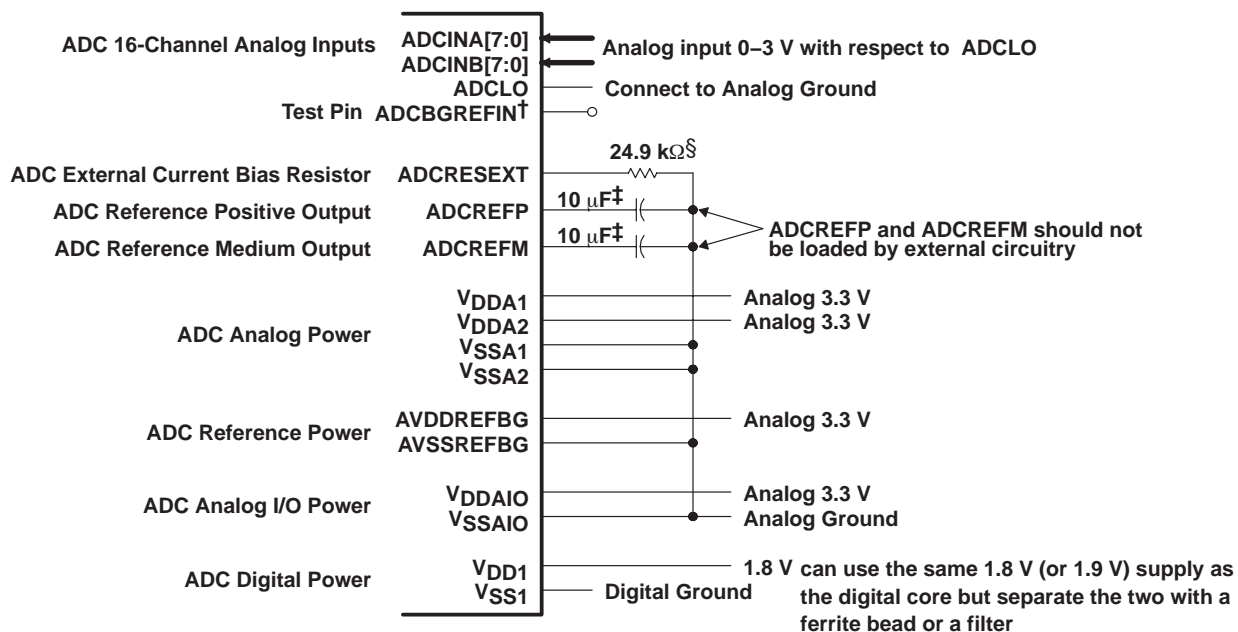 ADC 16-Channel Analog Inputs ADCINA[7:0] Analog input 0–3 V with respect to ADCLO
ADCINB[7:0]
ADCLO Connect to Analog Ground
Test Pin ADCBGREFIN†
24.9 kΩ§
ADC External Current Bias Resistor ADCRESEXT
ADC Reference Positive Output ADCREFP 10 μF‡
ADC Reference Medium Output ADCREFM 10 μF‡
ADCREFP and ADCREFM should not
be loaded by external circuitry
VDDA1 Analog 3.3 V
ADC Analog Power VDDA2 Analog 3.3 V
VSSA1
VSSA2
ADC Reference Power AVDDREFBG Analog 3.3 V
AVSSREFBG
ADC Analog I/O Power VDDAIO Analog 3.3 V
VSSAIO Analog Ground
ADC Digital Power VDD1 1.8 V can use the same 1.8 V (or 1.9 V) supply as
VSS1 Digital Ground the digital core but separate the two with a
ferrite bead or a filter